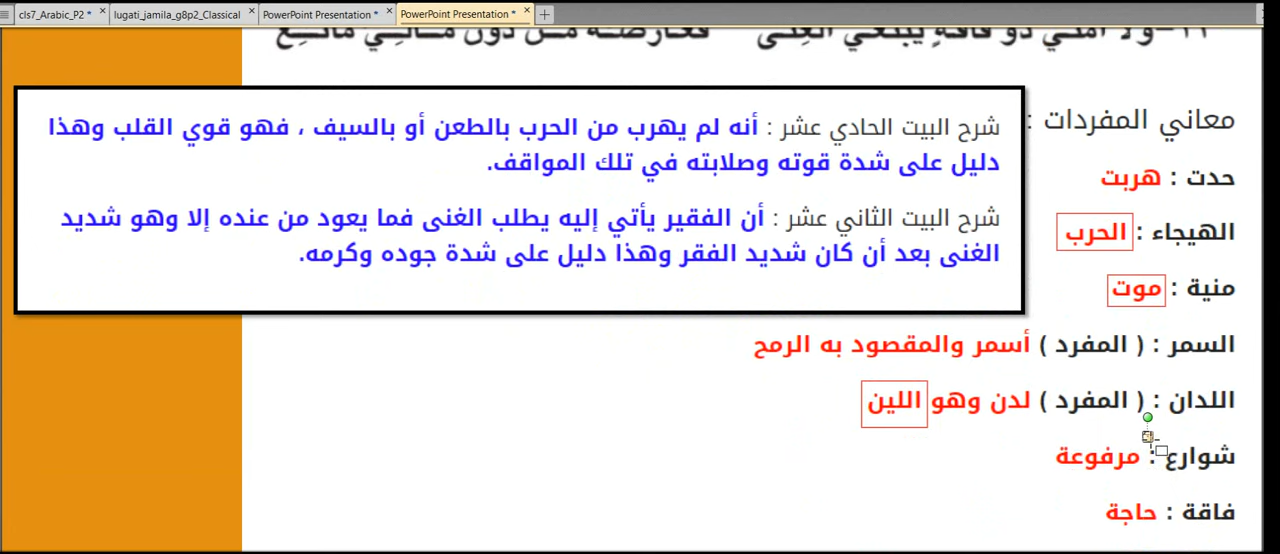 cls7_Arabic_P2 *
lugati_jamila_g8p2_Classical
PowerPoint Presentation *
PowerPoint Presentation *
معاني المفردات :
شرح البيت الحادي عشر : أنه لم يهرب من الحرب بالطعن أو بالسيف ، فهو قوي القلب وهذا
دليل على شدة قوته وصلابته في تلك المواقف.
شرح البيت الثاني عشر : أن الفقير يأتي إليه يطلب الغنى فما يعود من عنده إلا وهو شديد
الغنى بعد أن كان شديد الفقر وهذا دليل على شدة جوده وكرمه.
حدت : هربت
الهيجاء : الحرب
منية : موت
السمر : ( المفرد ) أسمر والمقصود به الرمح
اللدان : ( المفرد ) لدن وهو اللين
شوارع : مرفوعة
فاقة : حاجة